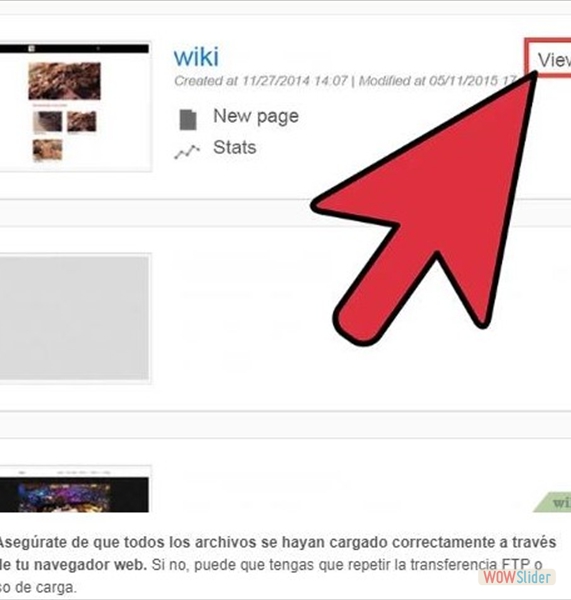 wiki
View
Created at 11/27/2014 14:07 | Modified at 05/11/2015 17
New page
Stats
wi
Asegúrate de que todos los archivos se hayan cargado correctamente a través
de tu navegador web. Si no, puede que tengas que repetir la transferencia FTP o
so de carga.
WOWSlider